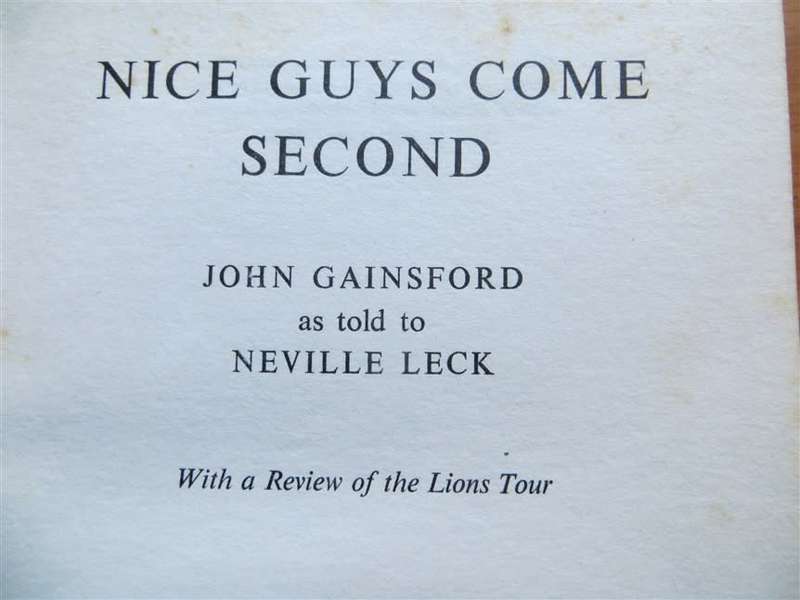 NICE GUYS COME
SECOND
JOHN GAINSFORD
as told to
NEVILLE LECK
With a Review of the Lions Tour